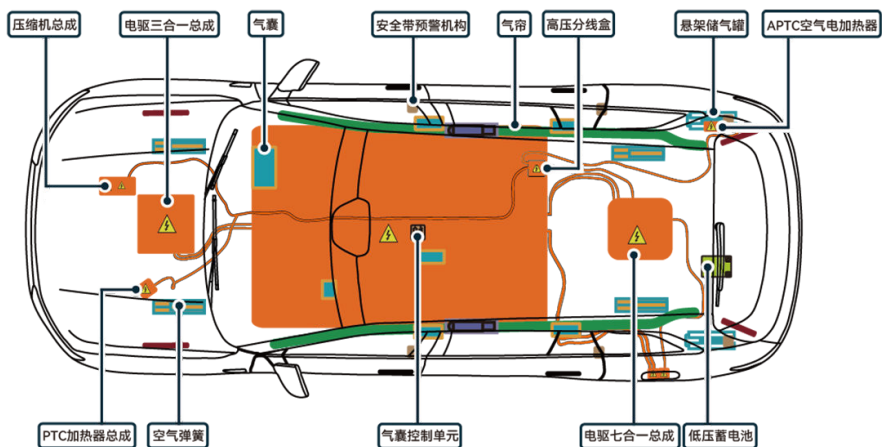 压缩机总成
电驱三合一总成
气囊
安全带预警机构
气帘
高压分线盒
悬架储气罐
APTC空气电加热器
PTC加热器总成
空气弹簧
气囊控制单元
电驱七合一总成
低压蓄电池